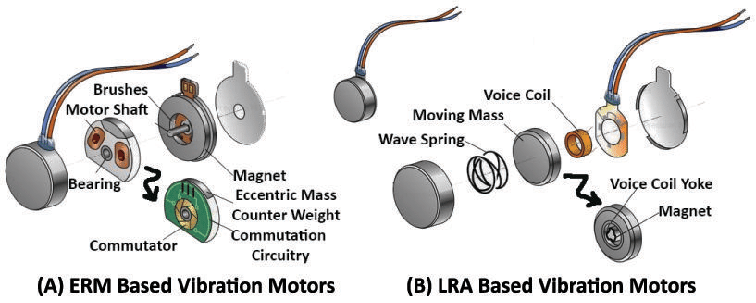 Brushes
Motor Shaft
Bearing
Magnet
Eccentric Mass
Counter Weight
Commutation
Circuitry
Commutator
(A) ERM Based Vibration Motors
Voice Coil
Moving Mass
Wave Spring
Voice Coil Yoke
Magnet
(B) LRA Based Vibration Motors